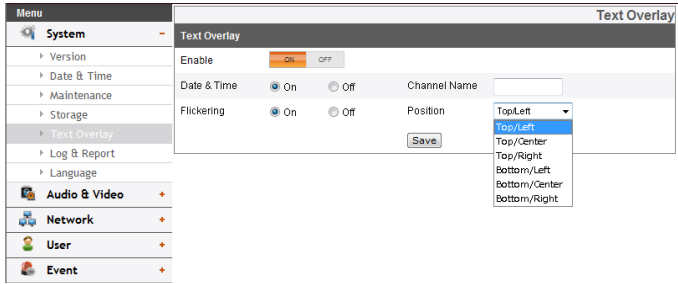 Menu
System -
Version
Date & Time
Maintenance
Storage
Text Overlay
Log & Report
Language
Audio & Video +
Network +
User +
Event +
Text Overlay
Text Overlay
Enable ON OFF
Date & Time On Off Channel Name
Flickering On Off Position Top/Left
Save
Top/Left
Top/Center
Top/Right
Bottom/Left
Bottom/Center
Bottom/Right